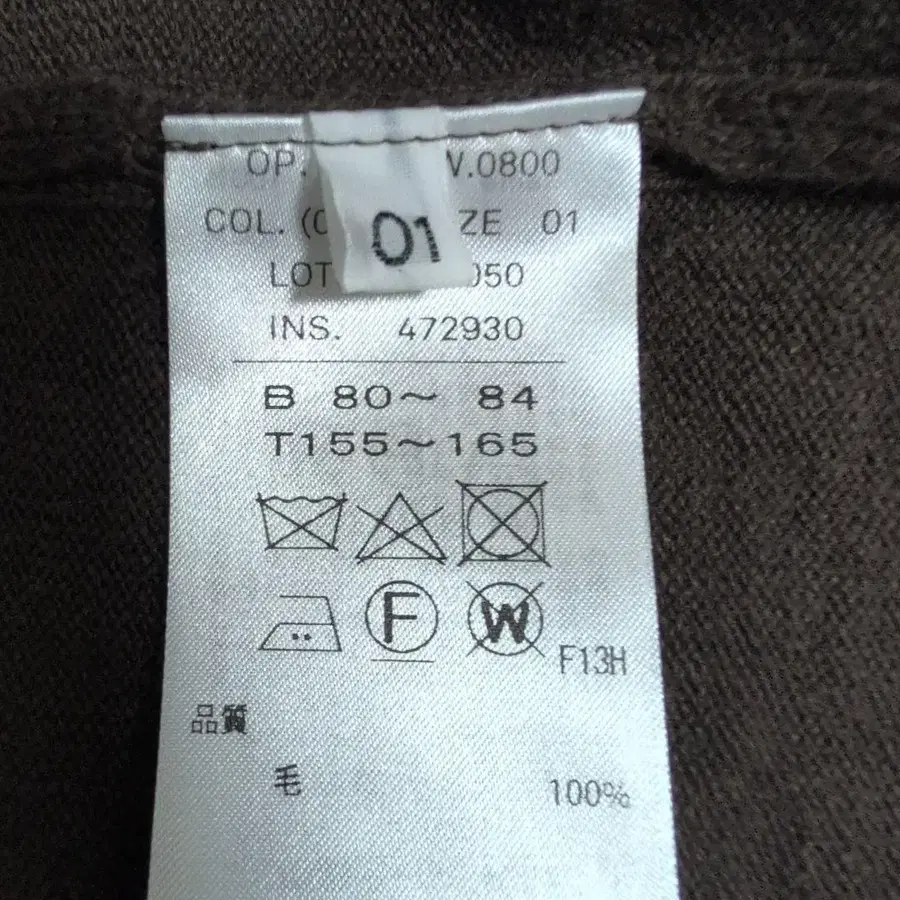 OP. V.0800
COL. (0 ZE 01
01
LOT 050
INS. 472930
B 80～ 84
T155～165
F W
F13H
品質
毛 100%